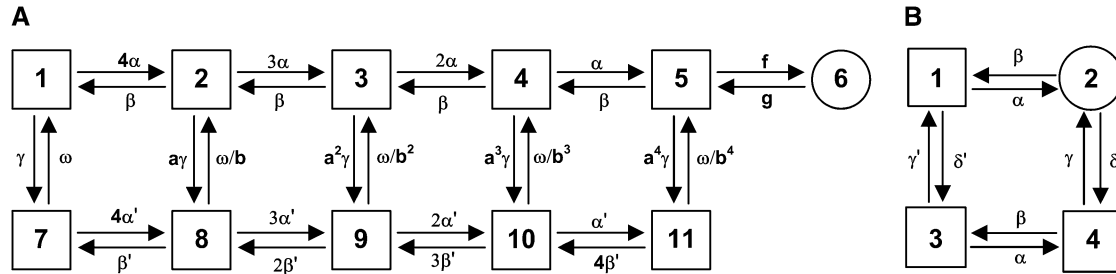 A
B
4α 3α 2α α f
1 2 3 4 5 6
β β β β g
γ ω aγ ω/b a²γ ω/b² a³γ ω/b³ a⁴γ ω/b⁴
4α' 3α' 2α' α'
7 8 9 10 11
β' 2β' 3β' 4β'
β
1 2
α
γ' δ' γ δ
β
3 4
α